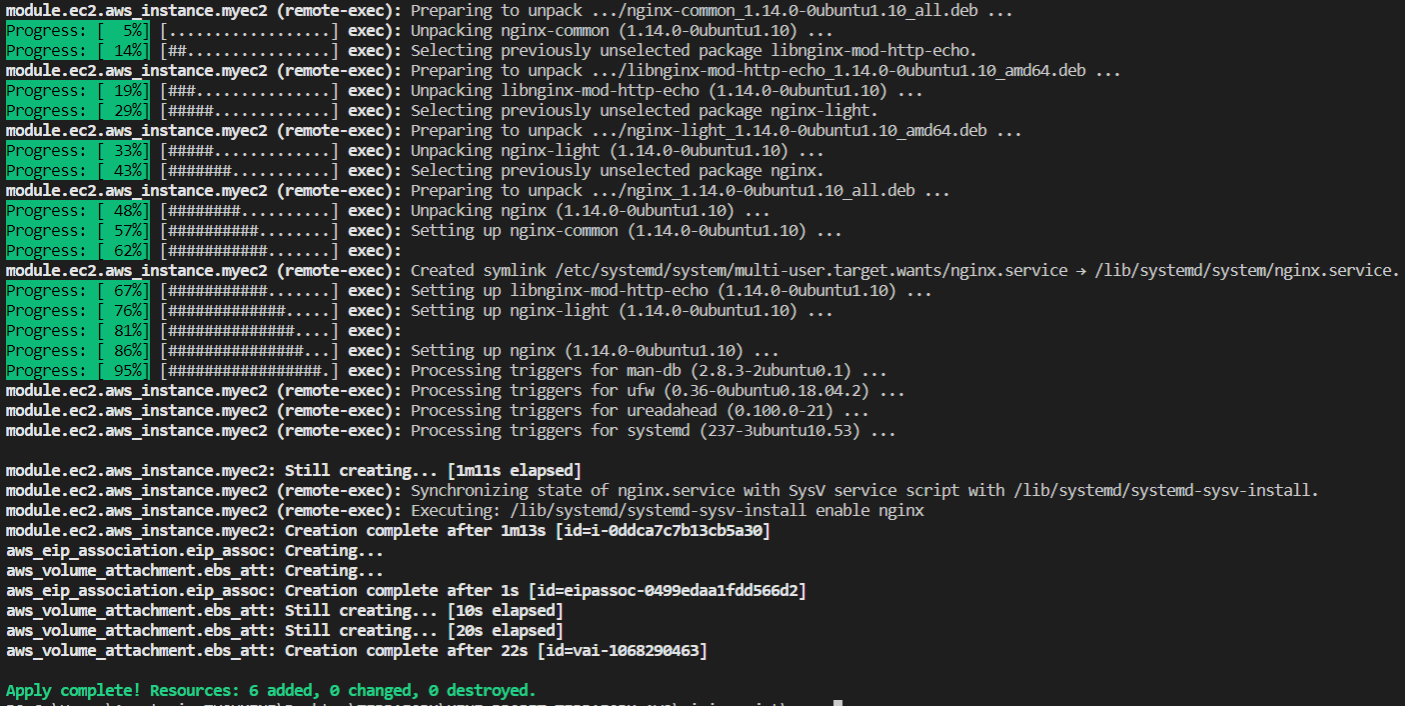 module.ec2.aws_instance.myec2 (remote-exec): Preparing to unpack .../nginx-common_1.14.0-0ubuntu1.10_all.deb ...
Progress: [  5%] [..................] exec): Unpacking nginx-common (1.14.0-0ubuntu1.10) ...
Progress: [ 14%] [##................] exec): Selecting previously unselected package libnginx-mod-http-echo.
module.ec2.aws_instance.myec2 (remote-exec): Preparing to unpack .../libnginx-mod-http-echo_1.14.0-0ubuntu1.10_amd64.deb ...
Progress: [ 19%] [###...............] exec): Unpacking libnginx-mod-http-echo (1.14.0-0ubuntu1.10) ...
Progress: [ 29%] [#####.............] exec): Selecting previously unselected package nginx-light.
module.ec2.aws_instance.myec2 (remote-exec): Preparing to unpack .../nginx-light_1.14.0-0ubuntu1.10_amd64.deb ...
Progress: [ 33%] [#####.............] exec): Unpacking nginx-light (1.14.0-0ubuntu1.10) ...
Progress: [ 43%] [#######...........] exec): Selecting previously unselected package nginx.
module.ec2.aws_instance.myec2 (remote-exec): Preparing to unpack .../nginx_1.14.0-0ubuntu1.10_all.deb ...
Progress: [ 48%] [########..........] exec): Unpacking nginx (1.14.0-0ubuntu1.10) ...
Progress: [ 57%] [##########........] exec): Setting up nginx-common (1.14.0-0ubuntu1.10) ...
Progress: [ 62%] [###########.......] exec):
module.ec2.aws_instance.myec2 (remote-exec): Created symlink /etc/systemd/system/multi-user.target.wants/nginx.service → /lib/systemd/system/nginx.service.
Progress: [ 67%] [###########.......] exec): Setting up libnginx-mod-http-echo (1.14.0-0ubuntu1.10) ...
Progress: [ 76%] [#############.....] exec): Setting up nginx-light (1.14.0-0ubuntu1.10) ...
Progress: [ 81%] [##############....] exec):
Progress: [ 86%] [###############...] exec): Setting up nginx (1.14.0-0ubuntu1.10) ...
Progress: [ 95%] [#################.] exec): Processing triggers for man-db (2.8.3-2ubuntu0.1) ...
module.ec2.aws_instance.myec2 (remote-exec): Processing triggers for ufw (0.36-0ubuntu0.18.04.2) ...
module.ec2.aws_instance.myec2 (remote-exec): Processing triggers for ureadahead (0.100.0-21) ...
module.ec2.aws_instance.myec2 (remote-exec): Processing triggers for systemd (237-3ubuntu10.53) ...
module.ec2.aws_instance.myec2: Still creating... [1m11s elapsed]
module.ec2.aws_instance.myec2 (remote-exec): Synchronizing state of nginx.service with SysV service script with /lib/systemd/systemd-sysv-install.
module.ec2.aws_instance.myec2 (remote-exec): Executing: /lib/systemd/systemd-sysv-install enable nginx
module.ec2.aws_instance.myec2: Creation complete after 1m13s [id=i-0ddca7c7b13cb5a30]
aws_eip_association.eip_assoc: Creating...
aws_volume_attachment.ebs_att: Creating...
aws_eip_association.eip_assoc: Creation complete after 1s [id=eipassoc-0499edaa1fdd566d2]
aws_volume_attachment.ebs_att: Still creating... [10s elapsed]
aws_volume_attachment.ebs_att: Still creating... [20s elapsed]
aws_volume_attachment.ebs_att: Creation complete after 22s [id=vai-1068290463]
Apply complete! Resources: 6 added, 0 changed, 0 destroyed.